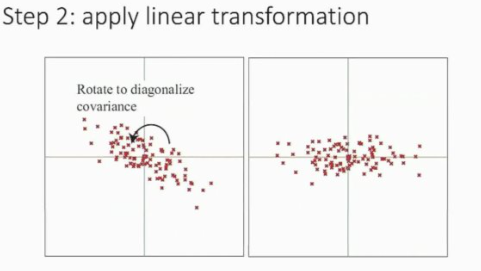 Step 2: apply linear transformation
Rotate to diagonalize
covariance